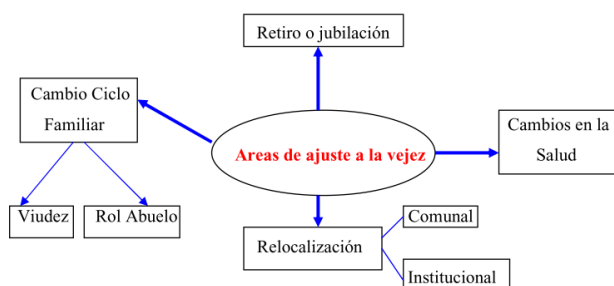 Retiro o jubilación
Cambio Ciclo
Familiar
Cambios en la
Salud
Areas de ajuste a la vejez
Viudez
Rol Abuelo
Relocalización
Comunal
Institucional